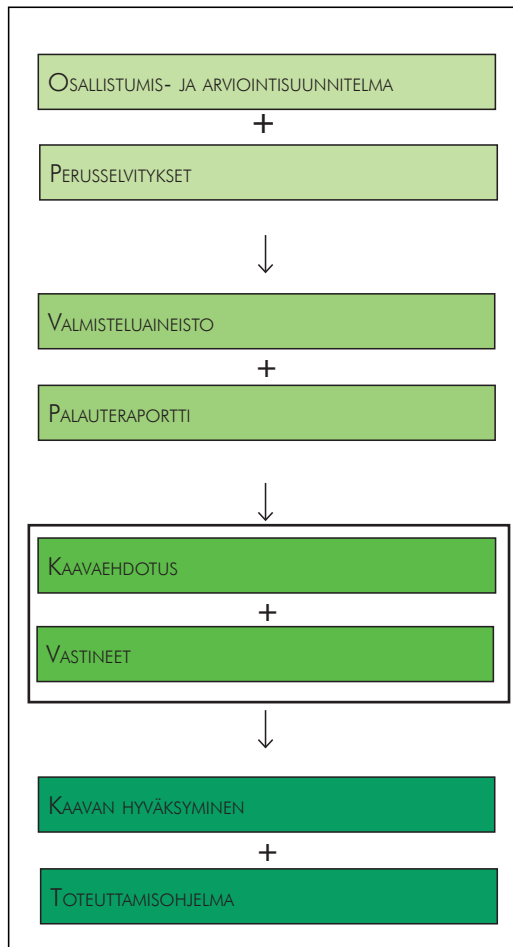 Osallistumis- ja arviointisuunnitelma
+
Perusselvitykset
↓
Valmisteluaineisto
+
Palauteraportti
↓
Kaavaehdotus
+
Vastineet
↓
Kaavan hyväksyminen
+
Toteuttamisohjelma